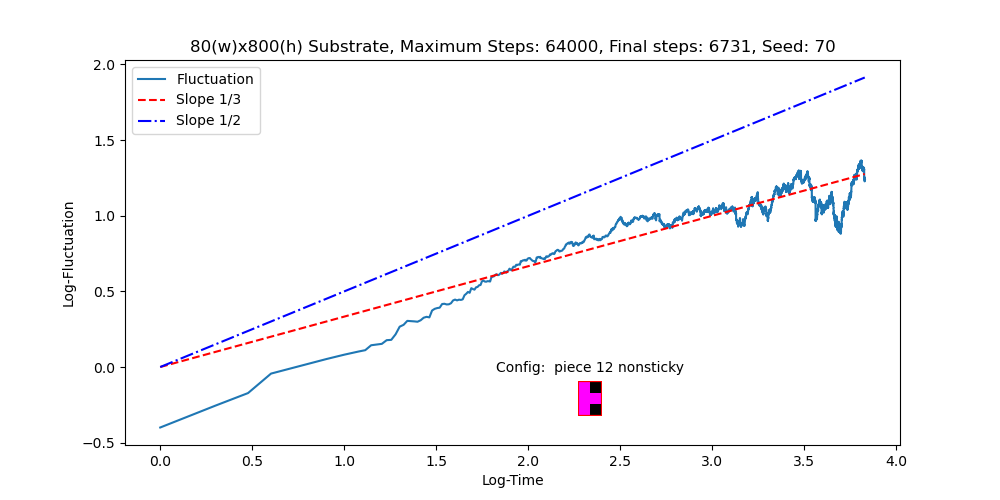 80(w)x800(h) Substrate, Maximum Steps: 64000, Final steps: 6731, Seed: 70
Fluctuation
Slope 1/3
Slope 1/2
2.0
1.5
1.0
0.5
0.0
−0.5
Log-Fluctuation
Config:  piece 12 nonsticky
0.0 0.5 1.0 1.5 2.0 2.5 3.0 3.5 4.0
Log-Time